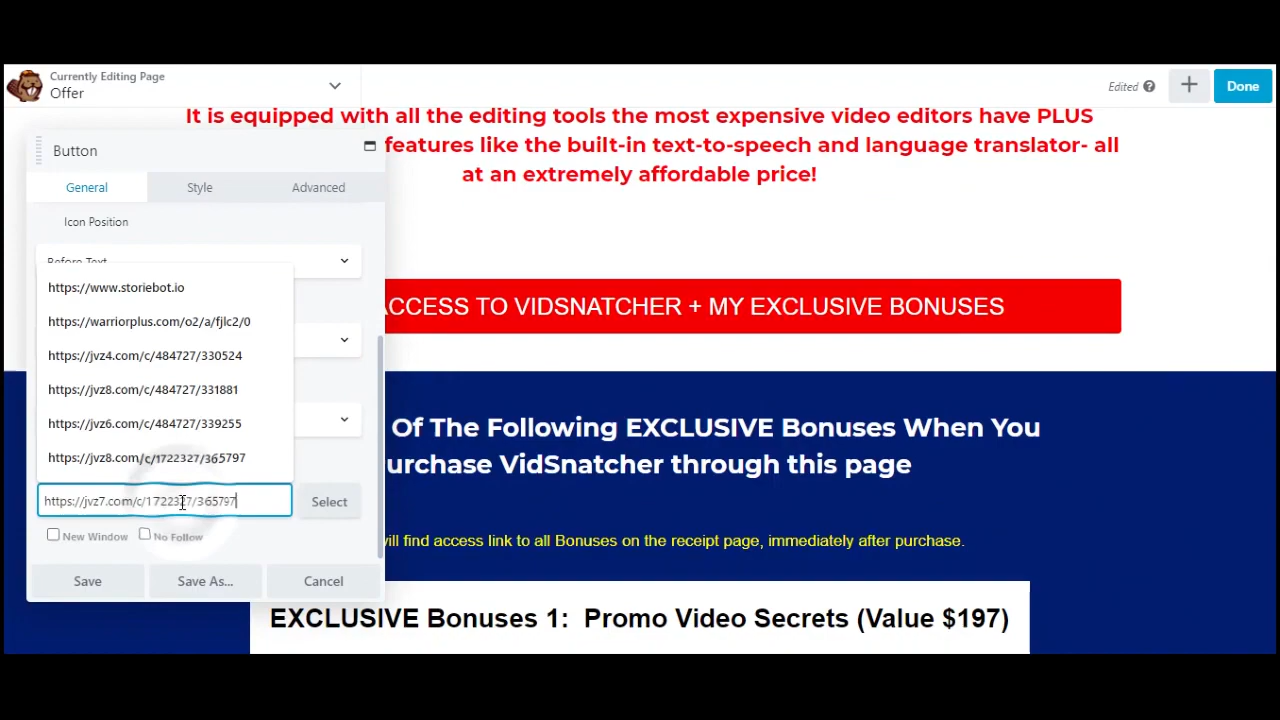 Currently Editing Page
Offer
Edited
Done
It is equipped with all the editing tools the most expensive video editors have PLUS
features like the built-in text-to-speech and language translator- all
at an extremely affordable price!
Button
General
Style
Advanced
Icon Position
Before Text
https://www.storiebot.io
https://warriorplus.com/o2/a/fjlc2/0
https://jvz4.com/c/484727/330524
https://jvz8.com/c/484727/331881
https://jvz6.com/c/484727/339255
https://jvz8.com/c/1722327/365797
https://jvz7.com/c/1722327/365797
Select
New Window
No Follow
Save
Save As...
Cancel
ACCESS TO VIDSNATCHER + MY EXCLUSIVE BONUSES
Of The Following EXCLUSIVE Bonuses When You
urchase VidSnatcher through this page
ill find access link to all Bonuses on the receipt page, immediately after purchase.
EXCLUSIVE Bonuses 1: Promo Video Secrets (Value $197)